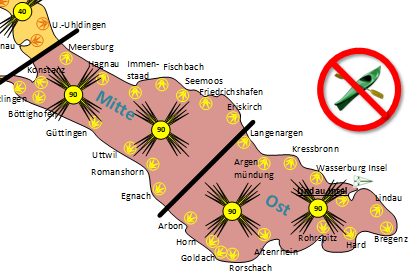 40
U.-Uhldingen
nau
Meersburg
Konstanz
Hagnau
Immen-
staad
Fischbach
Seemoos
Friedrichshafen
Eriskirch
lingen
90
Mitte
Böttighofen
Güttingen
90
Langenargen
Uttwil
Romanshorn
Argen
mündung
Kressbronn
Wasserburg Insel
Egnach
Lindau Insel
Lindau
Ost
90
90
Arbon
Horn
Goldach
Rorschach
Altenrhein
Rohrspitz
Hard
Bregenz